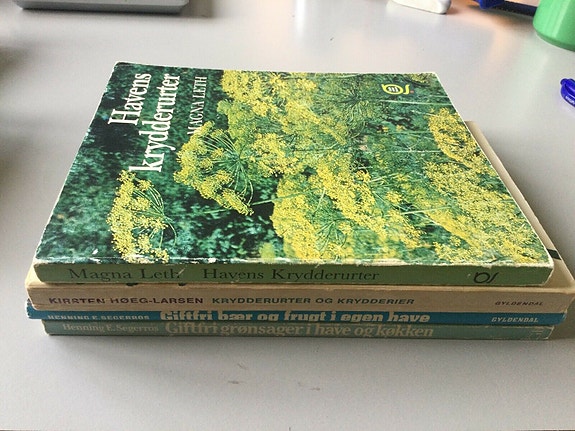 Havens
krydderurter
MAGNA LETH
Magna Leth Havens Krydderurter
KIRSTEN HØEG-LARSEN KRYDDERURTER OG KRYDDERIER GYLDENDAL
HENNING E. SEGERROS Giftfri bær og frugt i egen have GYLDENDAL
Henning E. Segerros Giftfri grønsager i have og køkken